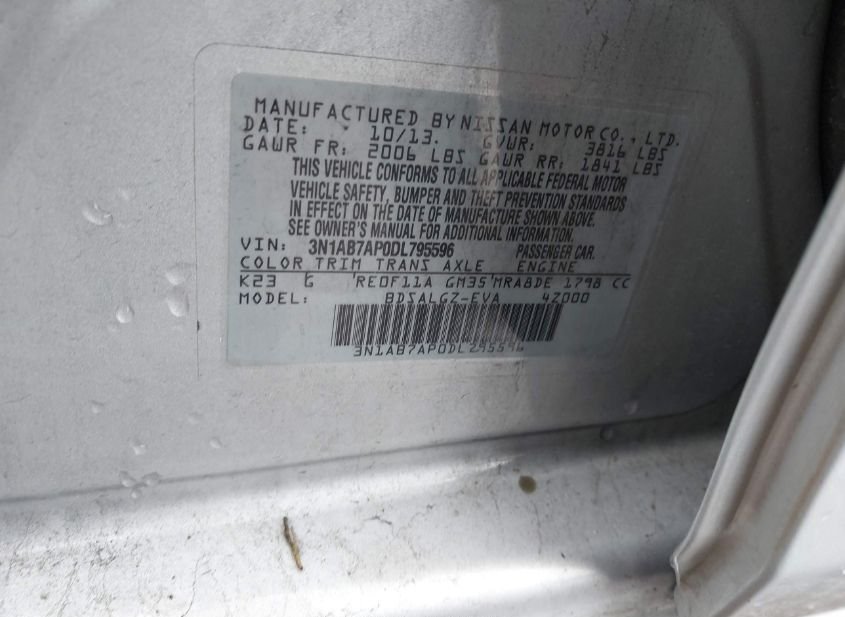 MANUFACTURED BY NISSAN MOTOR CO., LTD.
DATE: 10/13. GVWR: 3816 LBS
GAWR FR: 2006 LBS GAWR RR: 1841 LBS
THIS VEHICLE CONFORMS TO ALL APPLICABLE FEDERAL MOTOR
VEHICLE SAFETY, BUMPER AND THEFT PREVENTION STANDARDS
IN EFFECT ON THE DATE OF MANUFACTURE SHOWN ABOVE.
SEE OWNER'S MANUAL FOR ADDITIONAL INFORMATION.
VIN: 3N1AB7AP0DL795596 PASSENGER CAR.
COLOR TRIM TRANS AXLE ENGINE
K23 G RE0F11A GM35 MRA8DE 1798 CC
MODEL: BDSALGZ-EVA 4Z000
3N1AB7AP0DL795596